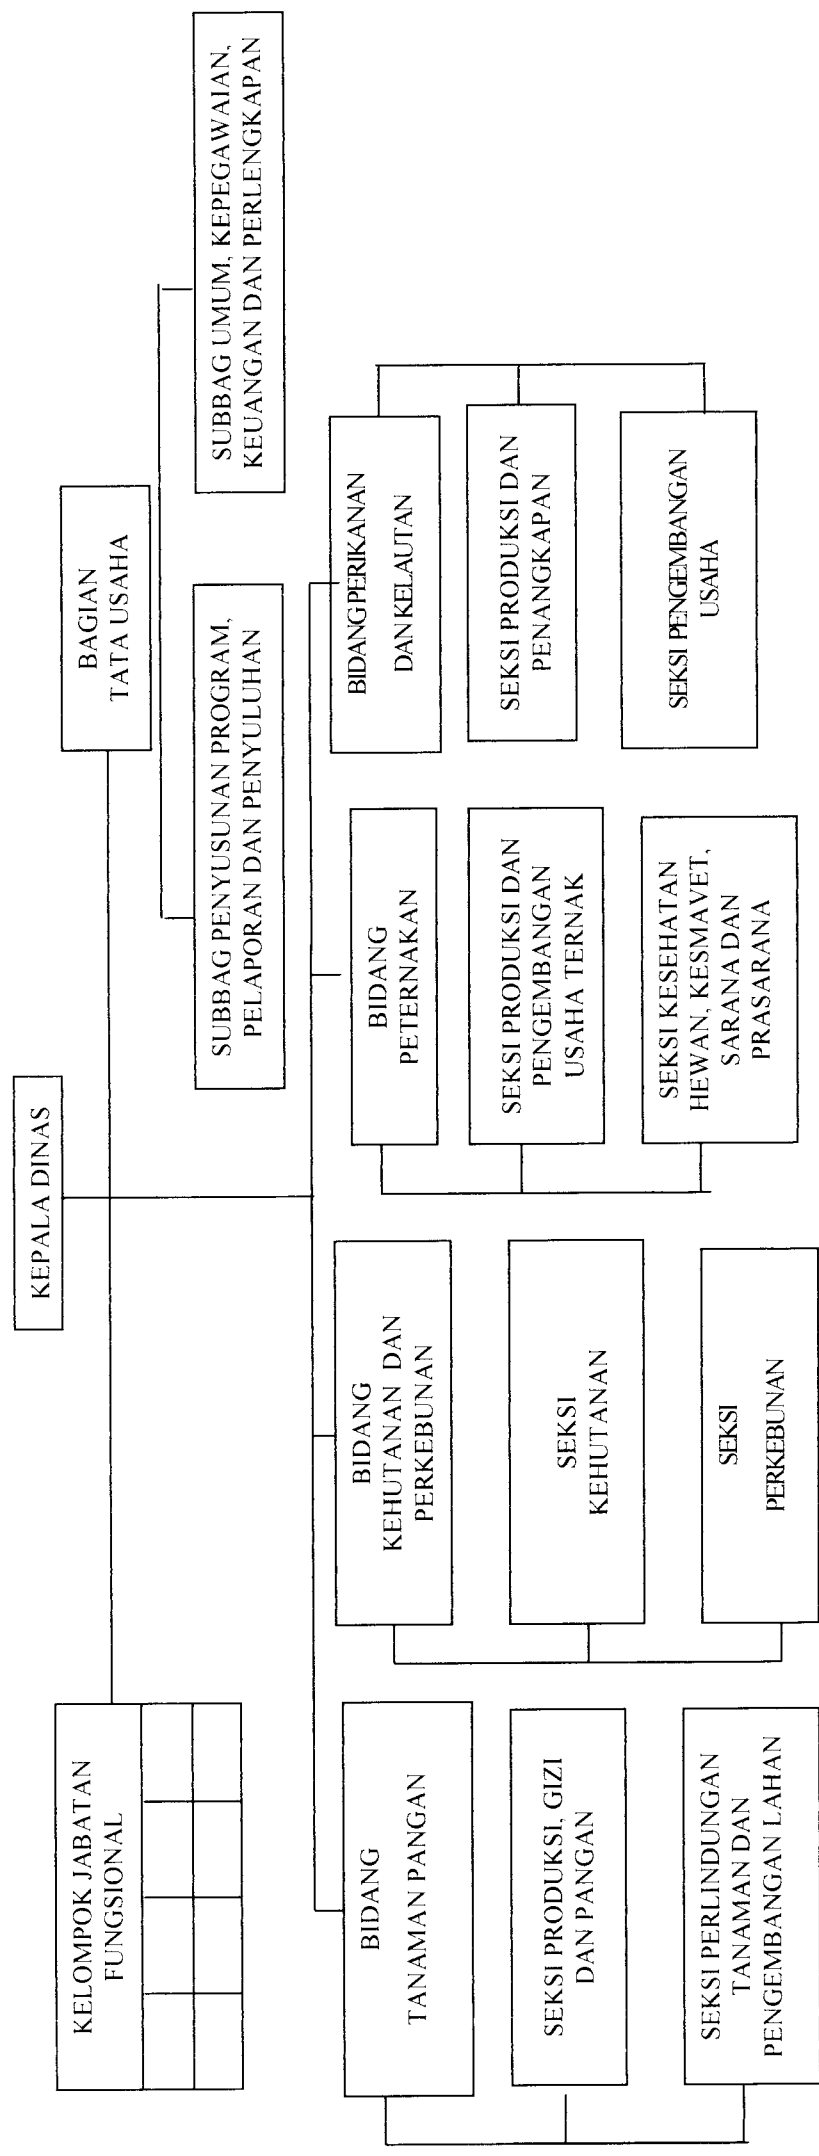 KEPALA DINAS
KELOMPOK JABATAN
FUNGSIONAL
BAGIAN
TATA USAHA
SUBBAG PENYUSUNAN PROGRAM,
PELAPORAN DAN PENYULUHAN
SUBBAG UMUM, KEPEGAWAIAN,
KEUANGAN DAN PERLENGKAPAN
BIDANG
TANAMAN PANGAN
SEKSI PRODUKSI, GIZI
DAN PANGAN
SEKSI PERLINDUNGAN
TANAMAN DAN
PENGEMBANGAN LAHAN
BIDANG
KEHUTANAN DAN
PERKEBUNAN
SEKSI
KEHUTANAN
SEKSI
PERKEBUNAN
BIDANG
PETERNAKAN
SEKSI PRODUKSI DAN
PENGEMBANGAN
USAHA TERNAK
SEKSI KESEHATAN
HEWAN, KESMAVET,
SARANA DAN
PRASARANA
BIDANG PERIKANAN
DAN KELAUTAN
SEKSI PRODUKSI DAN
PENANGKAPAN
SEKSI PENGEMBANGAN
USAHA